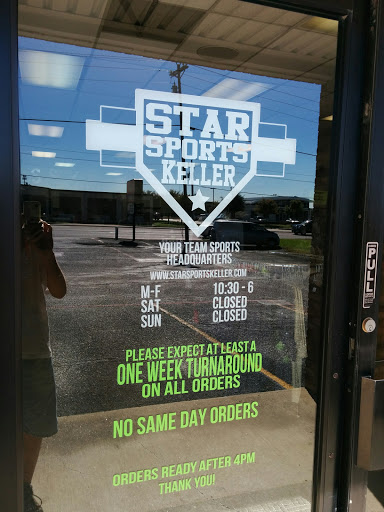 STAR
SPORTS
KELLER
YOUR TEAM SPORTS
HEADQUARTERS
WWW.STARSPORTSKELLER.COM
M-F 10:30 - 6
SAT CLOSED
SUN CLOSED
PLEASE EXPECT AT LEAST A
ONE WEEK TURNAROUND
ON ALL ORDERS
NO SAME DAY ORDERS
ORDERS READY AFTER 4PM
THANK YOU!
PULL